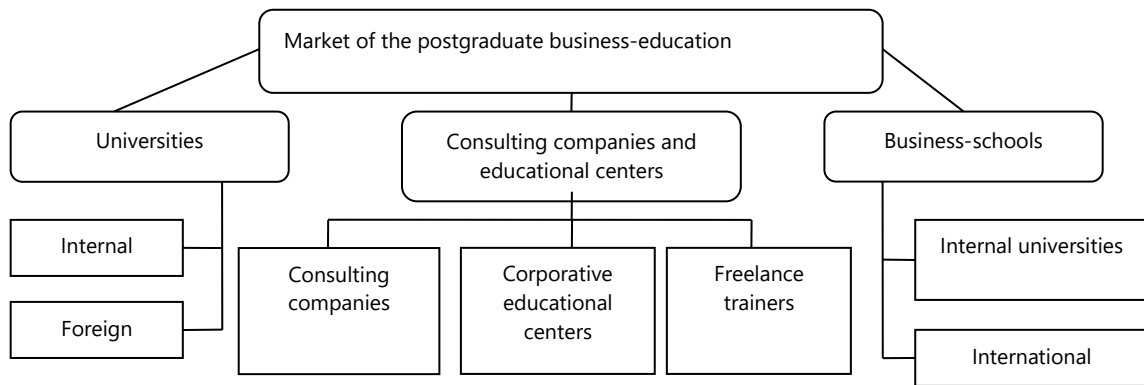 Market of the postgraduate business-education
Universities
Consulting companies and
educational centers
Business-schools
Internal
Foreign
Consulting
companies
Corporative
educational
centers
Freelance
trainers
Internal universities
International